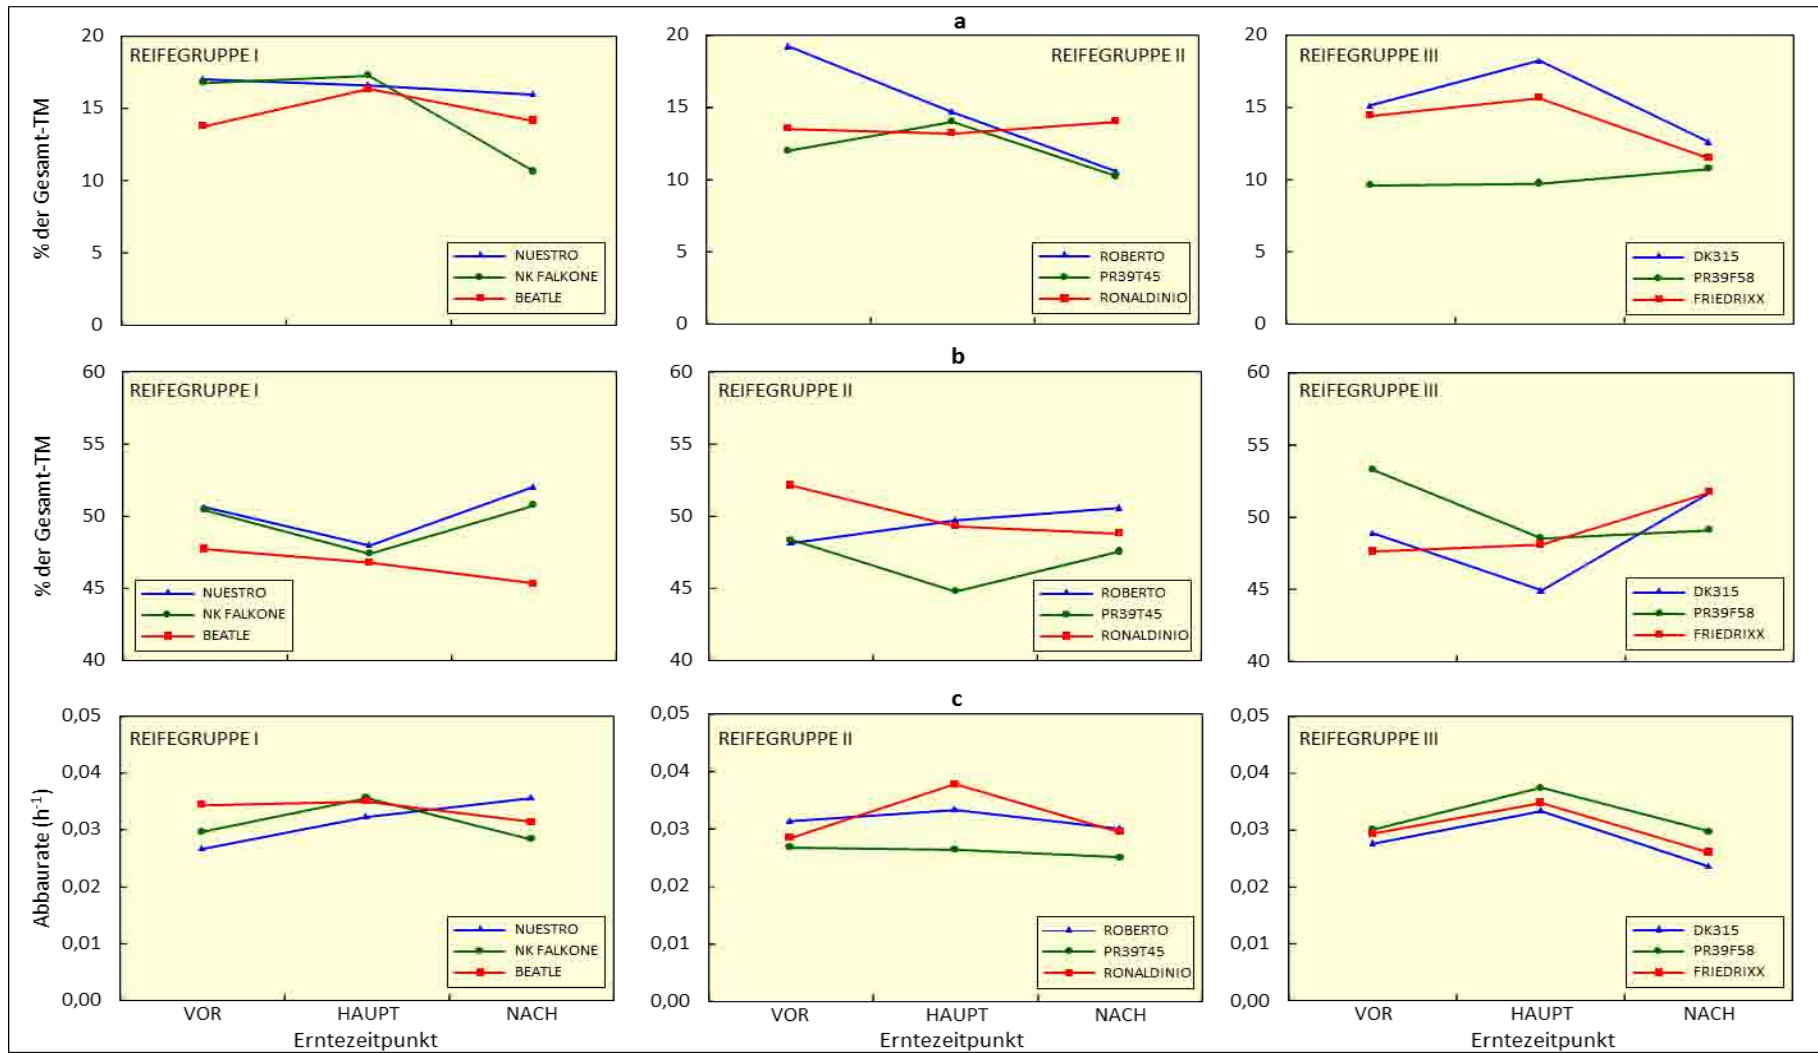 a
% der Gesamt-TM
20
15
10
5
0
REIFEGRUPPE I
NUESTRO
NK FALKONE
BEATLE
20
15
10
5
0
REIFEGRUPPE II
ROBERTO
PR39T45
RONALDINIO
20
15
10
5
0
REIFEGRUPPE III
DK315
PR39F58
FRIEDRIXX
b
% der Gesamt-TM
60
55
50
45
40
REIFEGRUPPE I
NUESTRO
NK FALKONE
BEATLE
60
55
50
45
40
REIFEGRUPPE II
ROBERTO
PR39T45
RONALDINIO
60
55
50
45
40
REIFEGRUPPE III
DK315
PR39F58
FRIEDRIXX
c
Abbaurate (h⁻¹)
0,05
0,04
0,03
0,02
0,01
0,00
REIFEGRUPPE I
NUESTRO
NK FALKONE
BEATLE
VOR HAUPT NACH
Erntezeitpunkt
0,05
0,04
0,03
0,02
0,01
0,00
REIFEGRUPPE II
ROBERTO
PR39T45
RONALDINIO
VOR HAUPT NACH
Erntezeitpunkt
0,05
0,04
0,03
0,02
0,01
0,00
REIFEGRUPPE III
DK315
PR39F58
FRIEDRIXX
VOR HAUPT NACH
Erntezeitpunkt